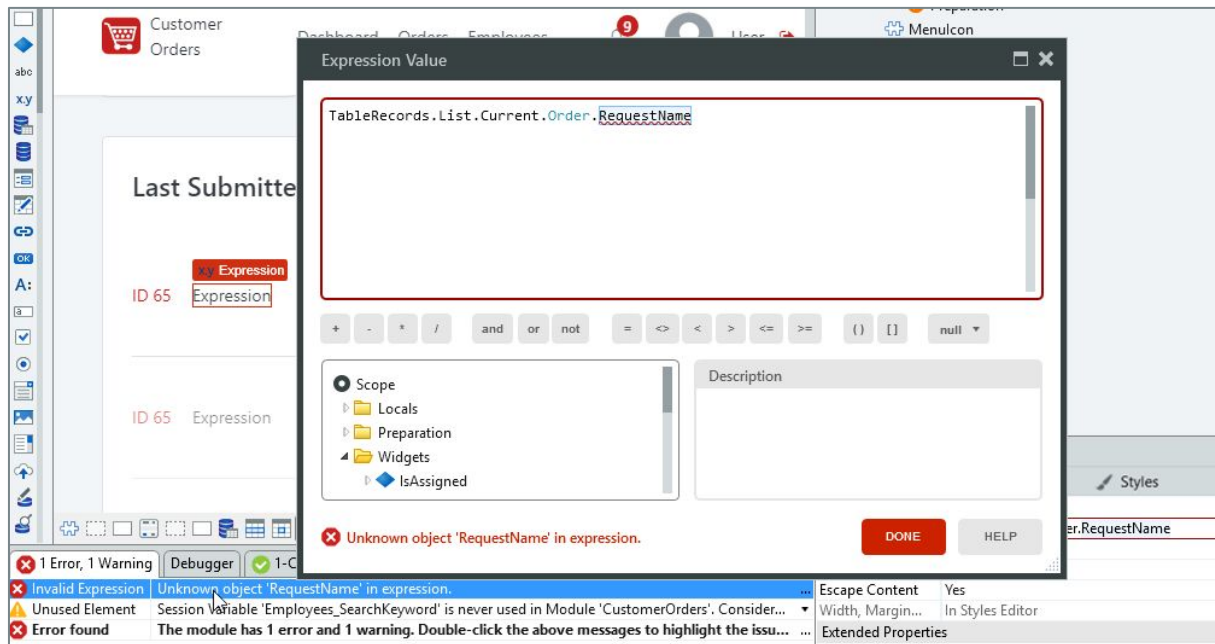 Customer
Orders
9
MenuIcon
abc
x.y
Expression Value
TableRecords.List.Current.Order.RequestName
Last Submitte
x.y Expression
ID 65 Expression
OK
A:
+ - * / and or not = <> < > <= >= () [] null
Scope
Locals
Preparation
Widgets
IsAssigned
Description
ID 65 Expression
Styles
Unknown object 'RequestName' in expression.
DONE
HELP
er.RequestName
1 Error, 1 Warning Debugger 1-C
Invalid Expression Unknown object 'RequestName' in expression. ...
Unused Element Session Variable 'Employees_SearchKeyword' is never used in Module 'CustomerOrders'. Consider...
Error found The module has 1 error and 1 warning. Double-click the above messages to highlight the issu... ...
Escape Content Yes
Width, Margin... In Styles Editor
Extended Properties